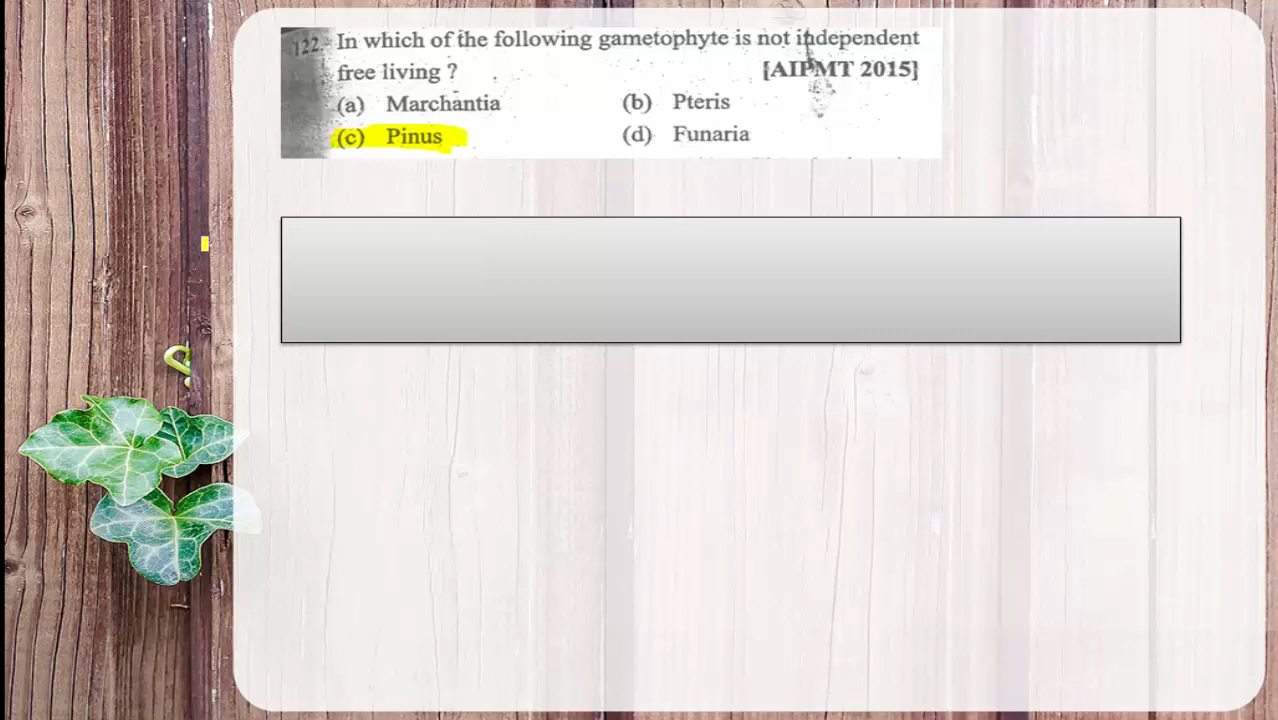 122. In which of the following gametophyte is not independent
free living ?
[AIPMT 2015]
(a) Marchantia
(b) Pteris
(c) Pinus
(d) Funaria